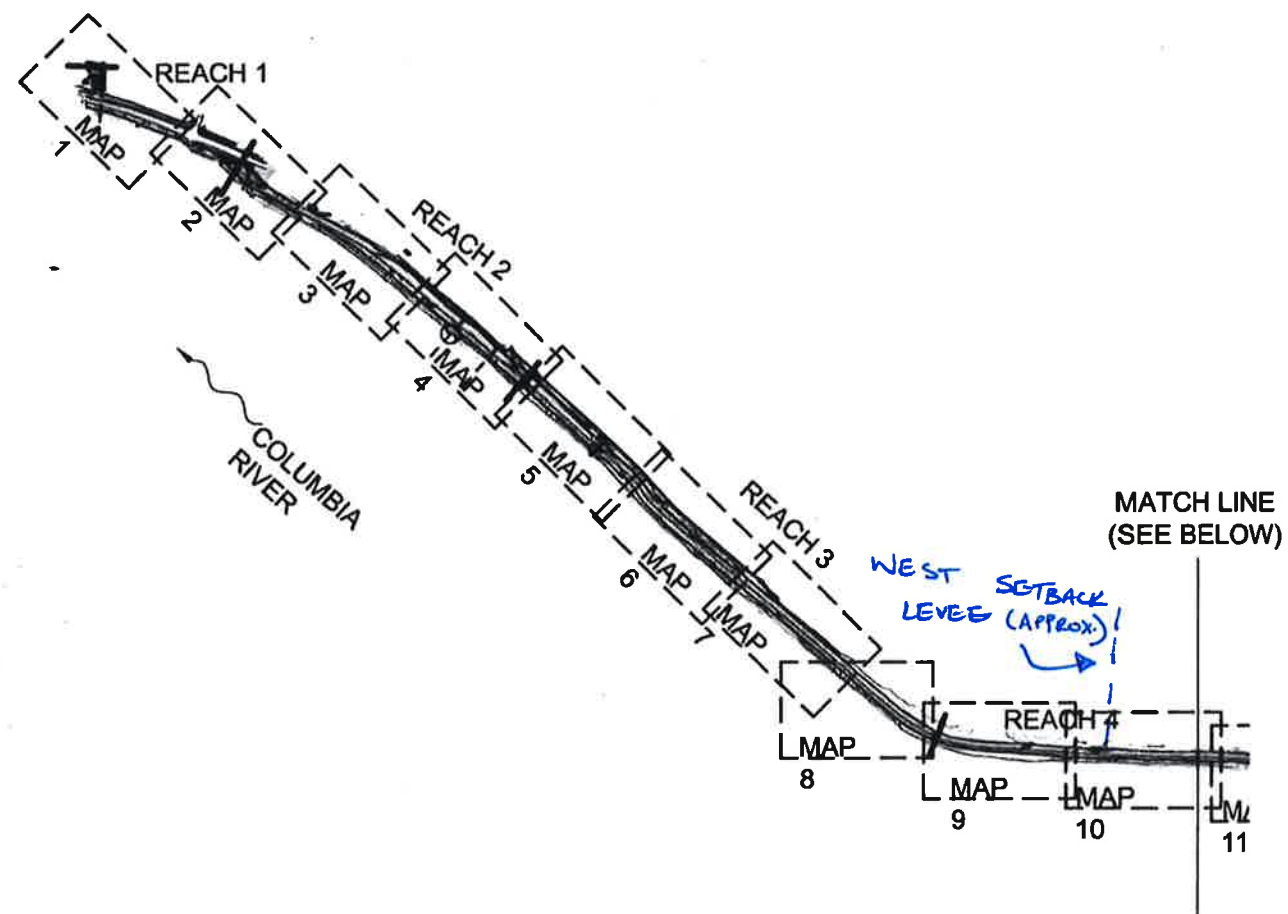 REACH 1
MAP
1
MAP
2
REACH 2
MAP
3
MAP
4
COLUMBIA
RIVER
MAP
5
REACH 3
MAP
6
MAP
7
MATCH LINE
(SEE BELOW)
WEST SETBACK
LEVEE (APPROX.)
REACH 4
MAP
8
MAP
9
MAP
10
MA
11